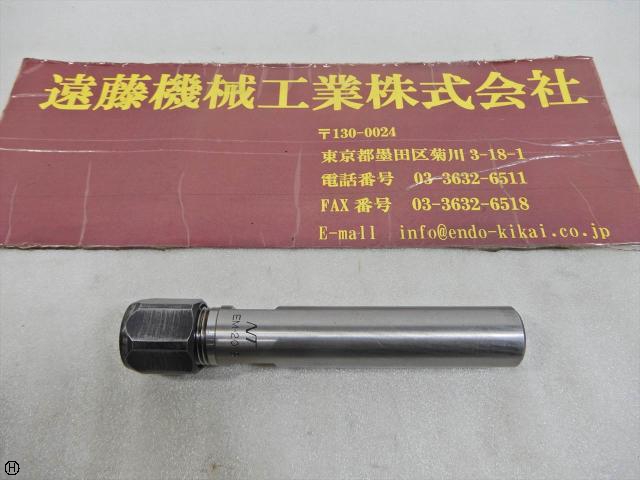 遠藤機械工業株式会社
〒130-0024
東京都墨田区菊川 3-18-1
電話番号 03-3632-6511
FAX 番号 03-3632-6518
E-mall info@endo-kikai.co.jp
NT
H